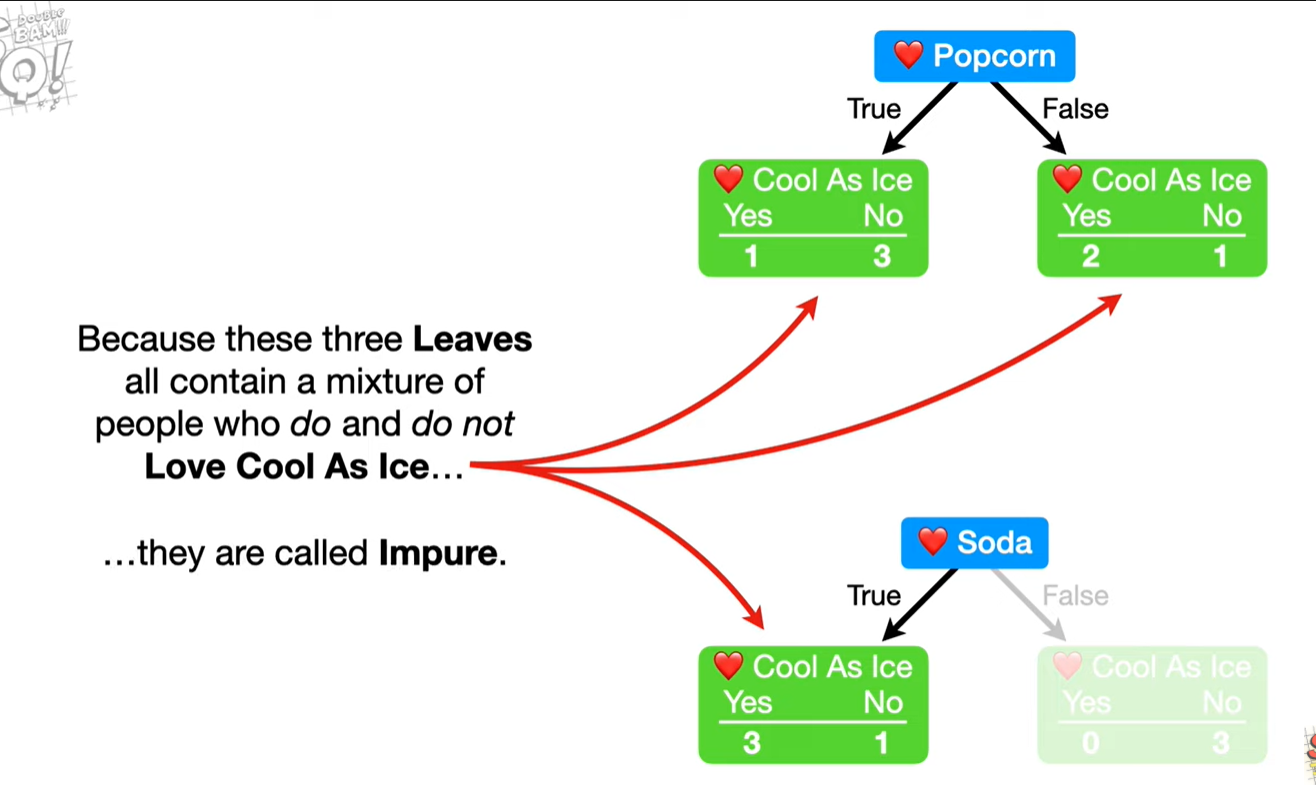 DOUBLE
BAM!!!
Q!
❤️ Popcorn
True False
❤️ Cool As Ice ❤️ Cool As Ice
Yes No Yes No
1 3 2 1
Because these three Leaves
all contain a mixture of
people who do and do not
Love Cool As Ice…
…they are called Impure.
❤️ Soda
True False
❤️ Cool As Ice ❤️ Cool As Ice
Yes No Yes No
3 1 0 3